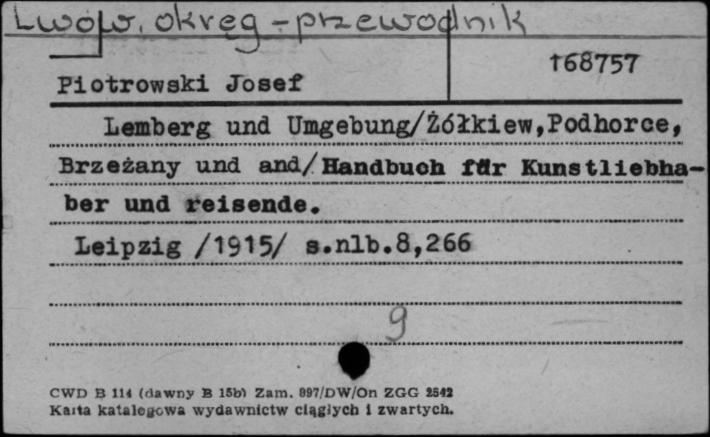 Lwów, okręg - przewodnik
168757
Piotrowski Josef
Lemberg und Umgebung/Żółkiew,Podhorce,
Brzeżany und and/.Handbuch für Kunstliebha-
ber und reisende.
Leipzig /1915/ s.nlb.8,266
9
CWD B 114 (dawny B 15b) Zam. 897/DW/On ZGG 2542
Karta katalogowa wydawnictw ciągłych i zwartych.